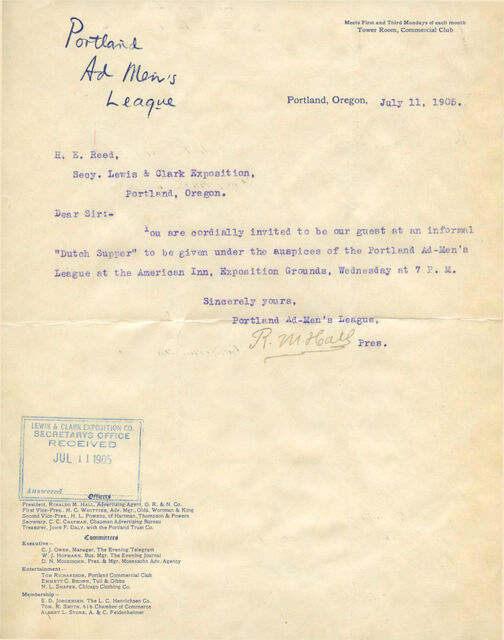 Portland
Ad Men's
League
Meets First and Third Mondays of each month
Tower Room, Commercial Club
Portland, Oregon, July 11, 1905.
H. E. Reed,
Secy. Lewis & Clark Exposition,
Portland, Oregon.
Dear Sir:-
You are cordially invited to be our guest at an informal
"Dutch Supper" to be given under the auspices of the Portland Ad-Men's
League at the American Inn, Exposition Grounds, Wednesday at 7 P. M.
Sincerely yours,
Portland Ad-Men's League,
R. M Hall Pres.
LEWIS & CLARK EXPOSITION CO.
SECRETARYS OFFICE
RECEIVED
JUL 11 1905
Answered
Officers
President, RONALDO M. HALL, Advertising Agent, O. R. & N. Co.
First Vice-Pres., H. C. WHITTIER, Adv. Mgr., Olds, Wortman & King
Second Vice-Pres., H. L. POWERS, of Hartman, Thompson & Powers
Secretary, C. C. CHAPMAN, Chapman Advertising Bureau
Treasurer, JOHN F. DALY, with the Portland Trust Co.
Committees
Executive—
C. J. OWEN, Manager, The Evening Telegram
W. J. HOFMANN, Bus. Mgr. The Evening Journal
D. N. MOSESSOHN, Pres. & Mgr. Mosessohn Adv. Agency
Entertainment—
TOM RICHARDSON, Portland Commercial Club
EMMETT C. BROWN, Tull & Gibbs
N. L. SHAFER, Chicago Clothing Co.
Membership—
E. D. JORGENSEN, The L. C. Henrichsen Co.
TOM. R. SMITH, 616 Chamber of Commerce
ALBERT L. STONE, A. & C. Feldenheimer